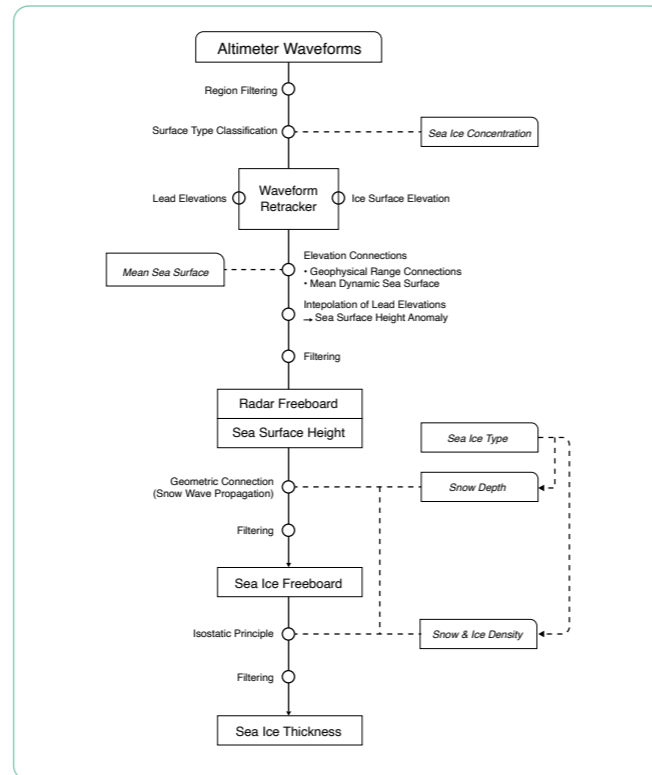 Altimeter Waveforms
Region Filtering
Surface Type Classification
Sea Ice Concentration
Lead Elevations
Waveform
Retracker
Ice Surface Elevation
Mean Sea Surface
Elevation Connections
• Geophysical Range Connections
• Mean Dynamic Sea Surface
Intepolation of Lead Elevations
→ Sea Surface Height Anomaly
Filtering
Radar Freeboard
Sea Surface Height
Sea Ice Type
Geometric Connection
(Snow Wave Propagation)
Snow Depth
Filtering
Sea Ice Freeboard
Isostatic Principle
Snow & Ice Density
Filtering
Sea Ice Thickness